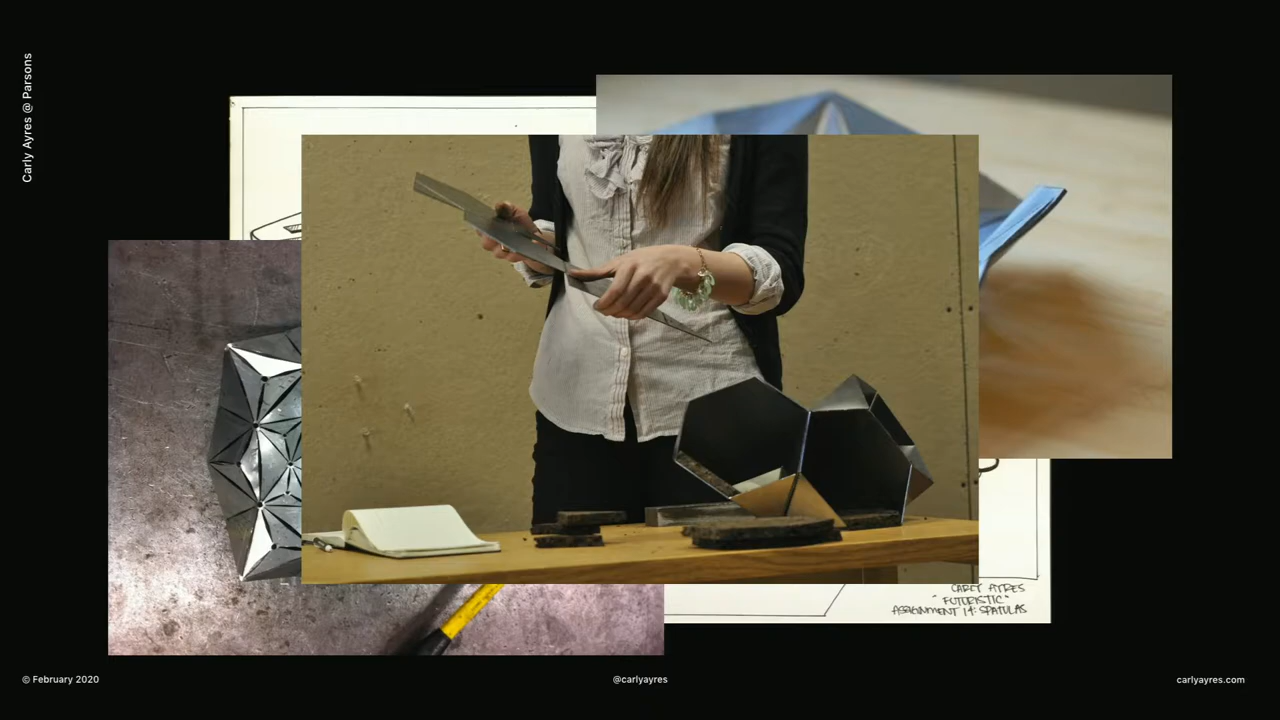 Carly Ayres @ Parsons
CARLY AYRES
"FUTURISTIC"
ASSIGNMENT 14: SPATULAS
© February 2020
@carlyayres
carlyayres.com